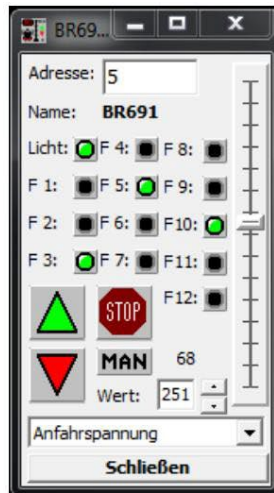 BR69...
Adresse: 5
Name: BR691
Licht: F 4: F 8:
F 1: F 5: F 9:
F 2: F 6: F10:
F 3: F 7: F11:
STOP F12:
MAN 68
Wert: 251
Anfahrspannung
Schließen